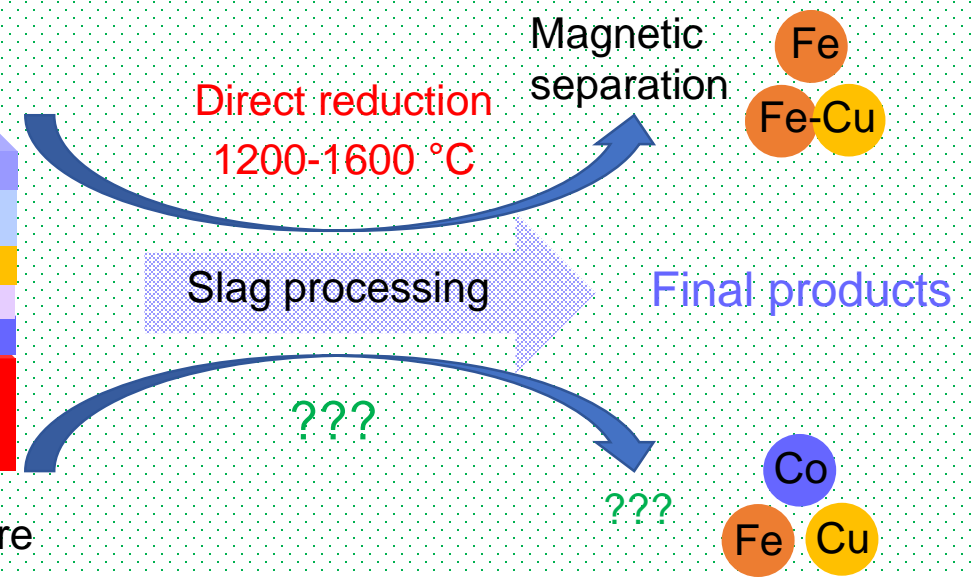 Magnetic
separation
Fe
Fe-Cu
Direct reduction
1200-1600 °C
Slag processing
Final products
???
???
Co
Fe
Cu
re